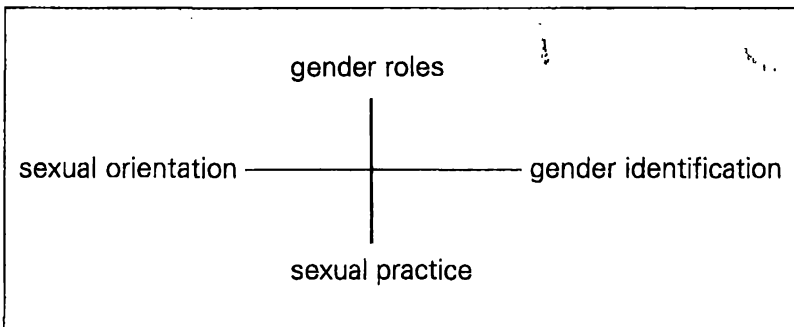 gender roles
sexual orientation gender identification
sexual practice